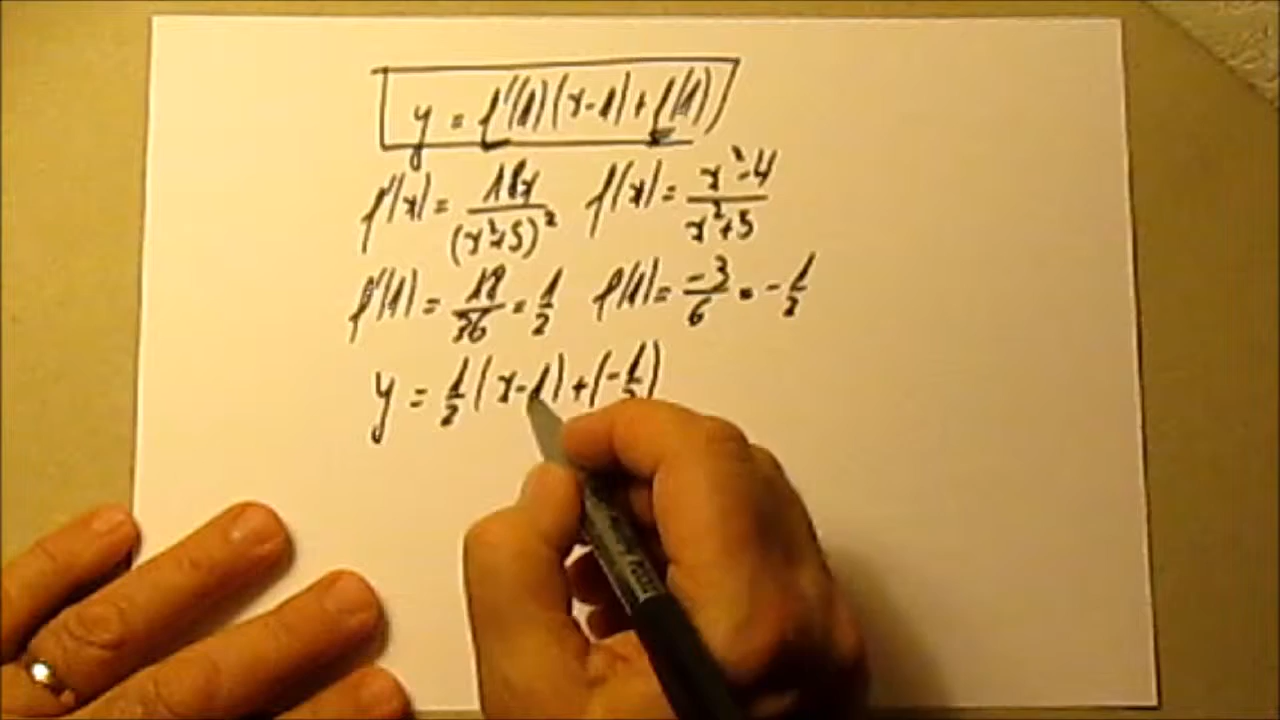 y = f'(1)(x-1)+f(1)
f'(x) = 18x/(x²+5)² f(x) = x²-4/x²+5
f'(1) = 18/36 = 1/2 f(1) = -3/6 = -1/2
y = 1/2(x-1)+(-1/2)